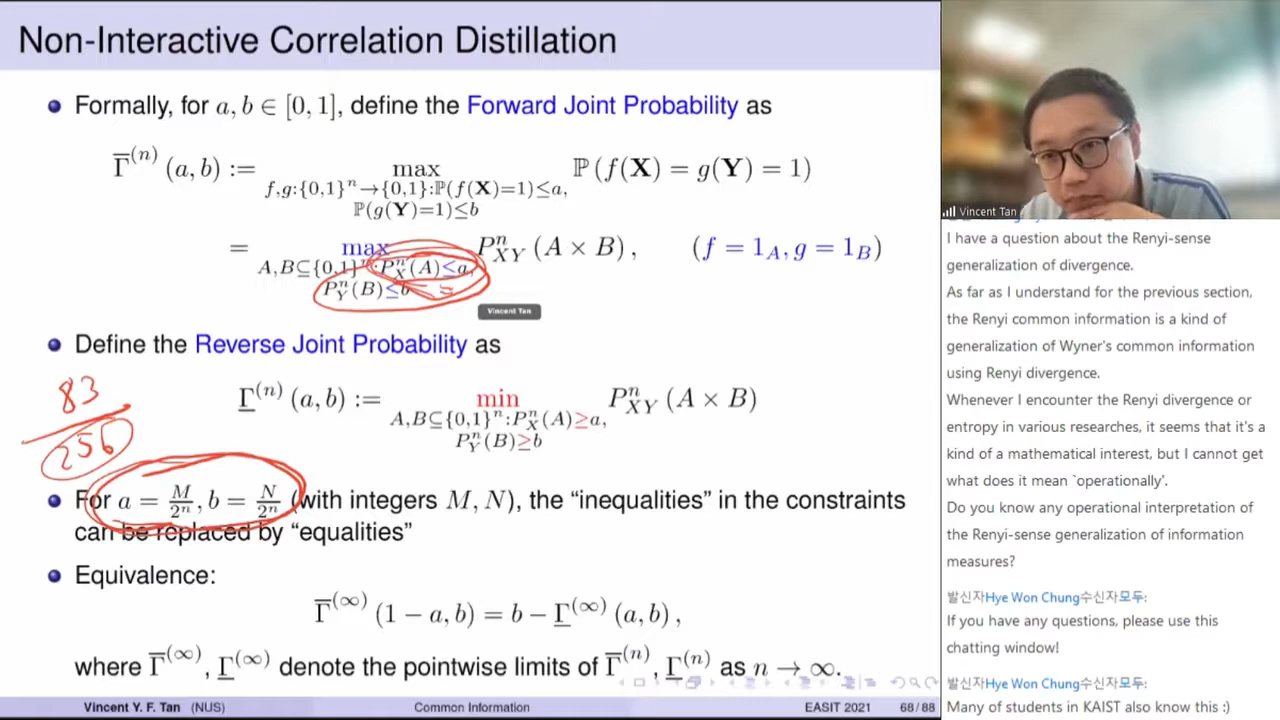 Non-Interactive Correlation Distillation
Formally, for a, b ∈ [0, 1], define the Forward Joint Probability as
Γ̅^(n) (a, b) := max_{f,g:{0,1}^n→{0,1}:ℙ(f(X)=1)≤a, ℙ(g(Y)=1)≤b} ℙ (f(X) = g(Y) = 1)
= max_{A,B⊆{0,1}^n:P_X^n(A)≤a, P_Y^n(B)≤b} P_XY^n (A × B) , (f = 1_A, g = 1_B)
=
Vincent Tan
Define the Reverse Joint Probability as
Γ̲^(n) (a, b) := min_{A,B⊆{0,1}^n:P_X^n(A)≥a, P_Y^n(B)≥b} P_XY^n (A × B)
83
256
For a = M/2^n, b = N/2^n (with integers M, N), the “inequalities” in the constraints
can be replaced by “equalities”
Equivalence:
Γ̅^(∞) (1 − a, b) = b − Γ̲^(∞) (a, b) ,
where Γ̅^(∞), Γ̲^(∞) denote the pointwise limits of Γ̅^(n), Γ̲^(n) as n → ∞.
Vincent Y. F. Tan (NUS) Common Information EASIT 2021 68 / 88
Vincent Tan
I have a question about the Renyi-sense
generalization of divergence.
As far as I understand for the previous section,
the Renyi common information is a kind of
generalization of Wyner's common information
using Renyi divergence.
Whenever I encounter the Renyi divergence or
entropy in various researches, it seems that it's a
kind of a mathematical interest, but I cannot get
what does it mean `operationally'.
Do you know any operational interpretation of
the Renyi-sense generalization of information
measures?
발신자Hye Won Chung수신자모두:
If you have any questions, please use this
chatting window!
발신자Hye Won Chung수신자모두:
Many of students in KAIST also know this :)